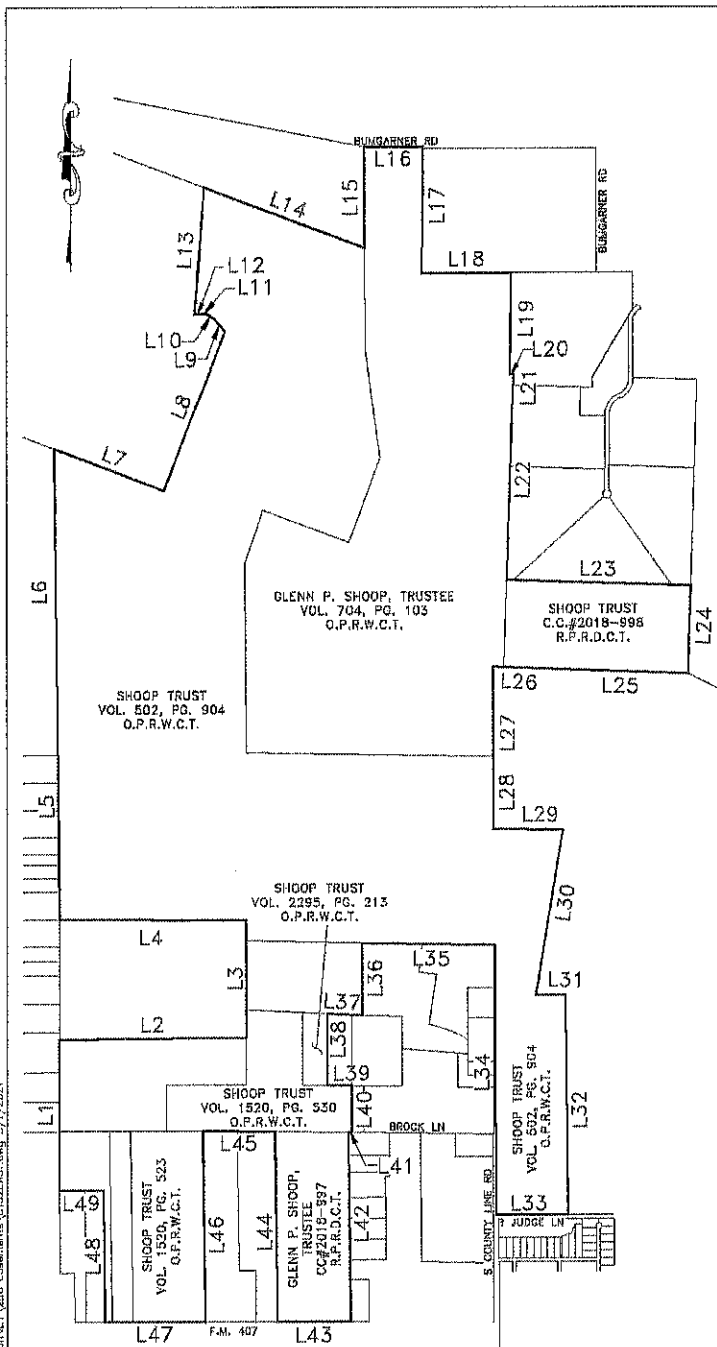 BUMGARNER RD
L16
L15
L17
L14
BUMGARNER RD
L13
L12
L11
L18
L10
L9
L19
L20
L21
L8
L7
L22
L6
L23
GLENN P. SHOOP, TRUSTEE
VOL. 704, PG. 103
O.P.R.W.C.T.
SHOOP TRUST
C.C.#2018-998
R.P.R.D.C.T.
L24
L26
L25
SHOOP TRUST
VOL. 502, PG. 904
O.P.R.W.C.T.
L27
L28
L5
L29
SHOOP TRUST
VOL. 2295, PG. 213
O.P.R.W.C.T.
L30
L4
L35
L36
L3
L31
L37
L2
L38
L39
L34
SHOOP TRUST
VOL. 1520, PG. 530
O.P.R.W.C.T.
L40
L1
BROCK LN
SHOOP TRUST
VOL. 502, PG. 904
O.P.R.W.C.T.
L32
L45
L41
L49
L48
SHOOP TRUST
VOL. 1520, PG. 523
O.P.R.W.C.T.
L46
L44
GLENN P. SHOOP,
TRUSTEE
CC#2018-997
R.P.R.D.C.T.
L42
S COUNTY LINE RD
L33
JUDGE LN
L47
F.M. 407
L43